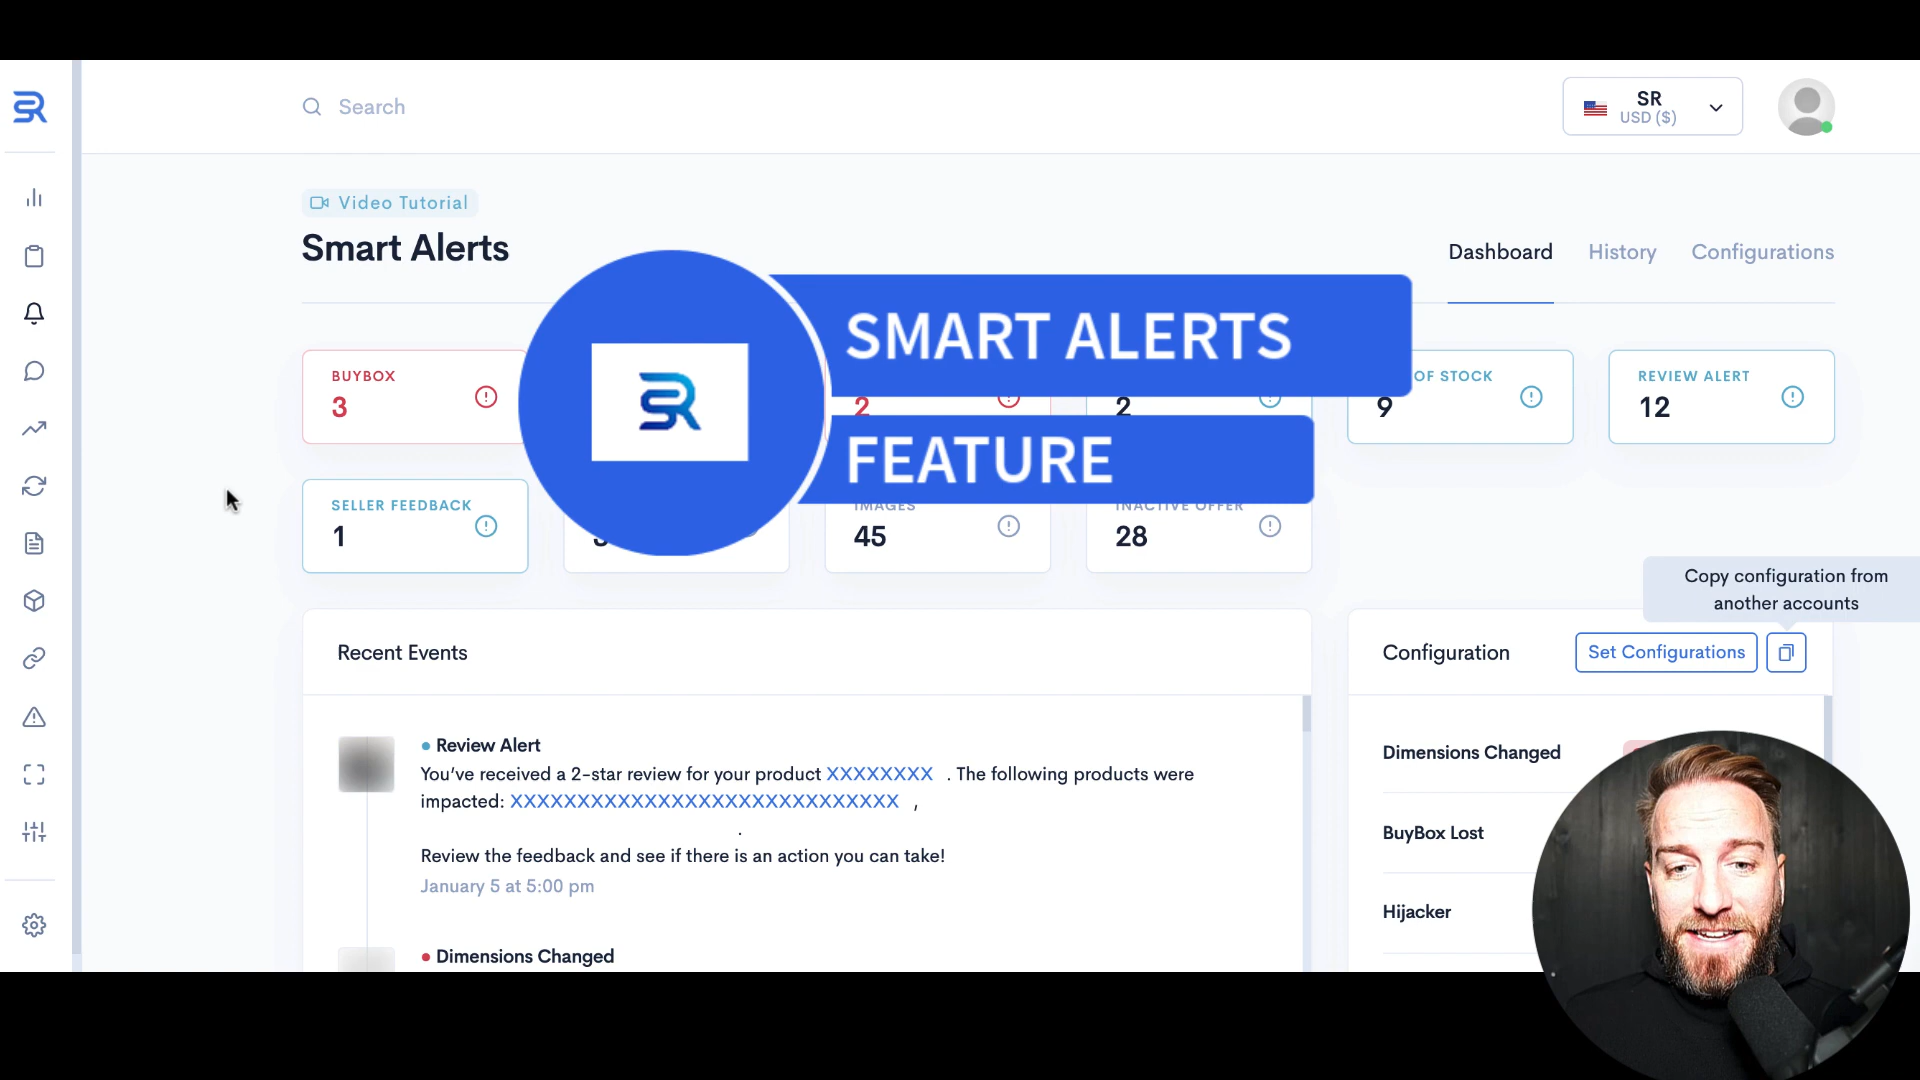 Search
SR
USD ($)
Video Tutorial
Smart Alerts
Dashboard
History
Configurations
SMART ALERTS
FEATURE
BUYBOX
3
2
2
OF STOCK
9
REVIEW ALERT
12
SELLER FEEDBACK
1
IMAGES
45
INACTIVE OFFER
28
Copy configuration from
another accounts
Recent Events
Configuration
Set Configurations
Review Alert
You've received a 2-star review for your product XXXXXXXX . The following products were
impacted: XXXXXXXXXXXXXXXXXXXXXXXXXXXXX ,
.
Review the feedback and see if there is an action you can take!
January 5 at 5:00 pm
Dimensions Changed
Dimensions Changed
BuyBox Lost
Hijacker